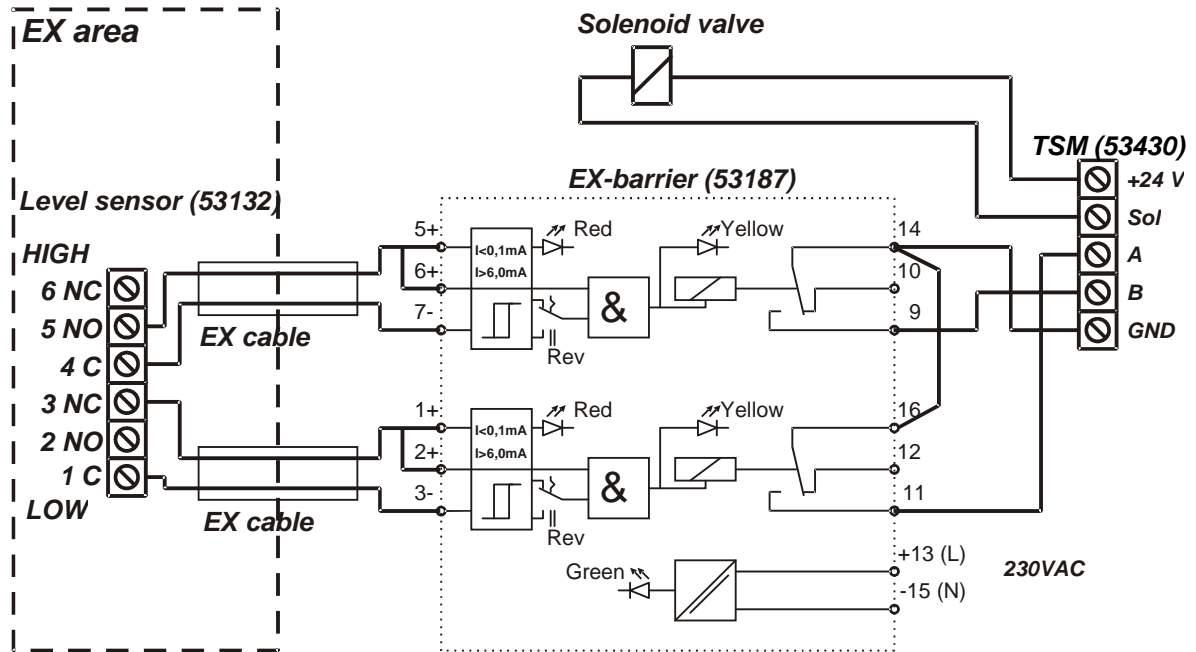 EX area
Solenoid valve
TSM (53430)
+24 V
Sol
A
B
GND
Level sensor (53132)
HIGH
6 NC
5 NO
4 C
3 NC
2 NO
1 C
LOW
EX cable
EX cable
EX-barrier (53187)
5+
6+
7-
I<0,1mA
I>6,0mA
Red
&
Rev
Yellow
14
10
9
1+
2+
3-
I<0,1mA
I>6,0mA
Red
&
Rev
Yellow
16
12
11
Green
+13 (L)
-15 (N)
230VAC